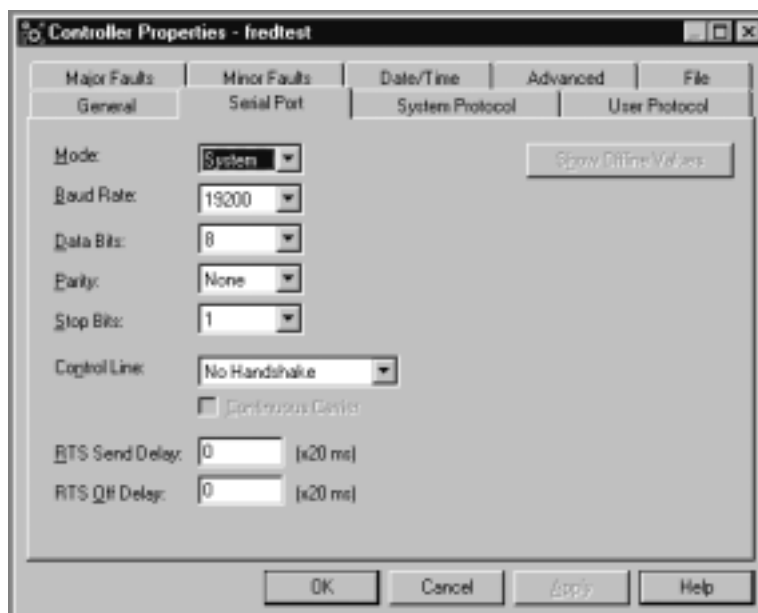 Controller Properties - fredtest
Major Faults Minor Faults Date/Time Advanced File
General Serial Port System Protocol User Protocol
Mode: System Show Offline Values
Baud Rate: 19200
Data Bits: 8
Parity: None
Stop Bits: 1
Control Line: No Handshake
Continuous Carrier
RTS Send Delay: 0 (x20 ms)
RTS Off Delay: 0 (x20 ms)
OK Cancel Apply Help